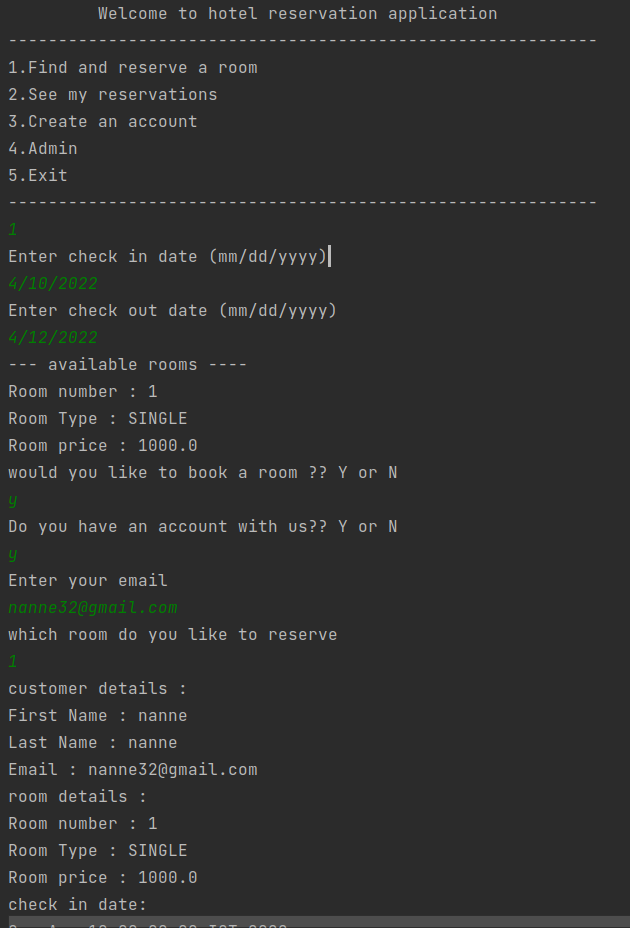 Welcome to hotel reservation application
-----------------------------------------------------------
1.Find and reserve a room
2.See my reservations
3.Create an account
4.Admin
5.Exit
-----------------------------------------------------------
1
Enter check in date (mm/dd/yyyy)
4/10/2022
Enter check out date (mm/dd/yyyy)
4/12/2022
--- available rooms ----
Room number : 1
Room Type : SINGLE
Room price : 1000.0
would you like to book a room ?? Y or N
y
Do you have an account with us?? Y or N
y
Enter your email
nanne32@gmail.com
which room do you like to reserve
1
customer details :
First Name : nanne
Last Name : nanne
Email : nanne32@gmail.com
room details :
Room number : 1
Room Type : SINGLE
Room price : 1000.0
check in date: